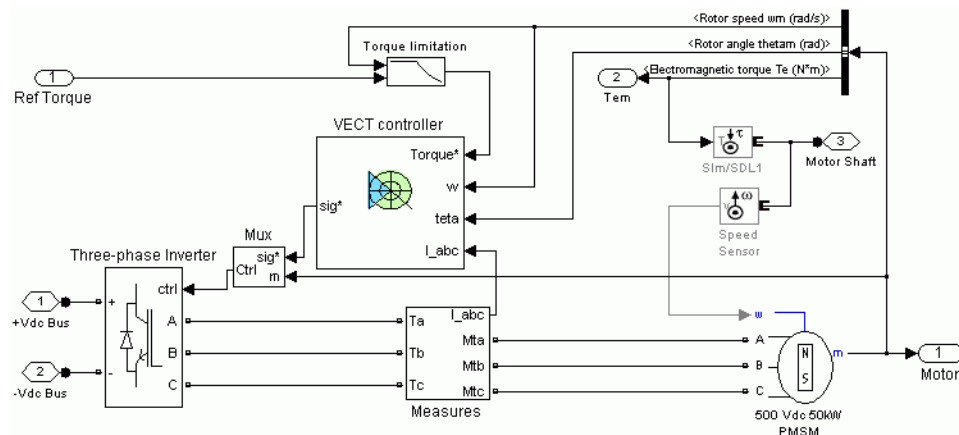 <Rotor speed wm (rad/s)>
Torque limitation
<Rotor angle thetam (rad)>
<Electromagnetic torque Te (N*m)>
1
Ref Torque
2
Tem
VECT controller
Torque*
w
teta
I_abc
sig*
T
τ
Sim/SDL1
3
Motor Shaft
v
ω
Speed
Sensor
Mux
sig*
Ctrl
m
Three-phase Inverter
ctrl
+
A
B
-
C
1
+Vdc Bus
2
-Vdc Bus
I_abc
Ta
Mta
Tb
Mtb
Tc
Mtc
Measures
w
A
B
C
m
N
S
500 Vdc 50kW
PMSM
1
Motor